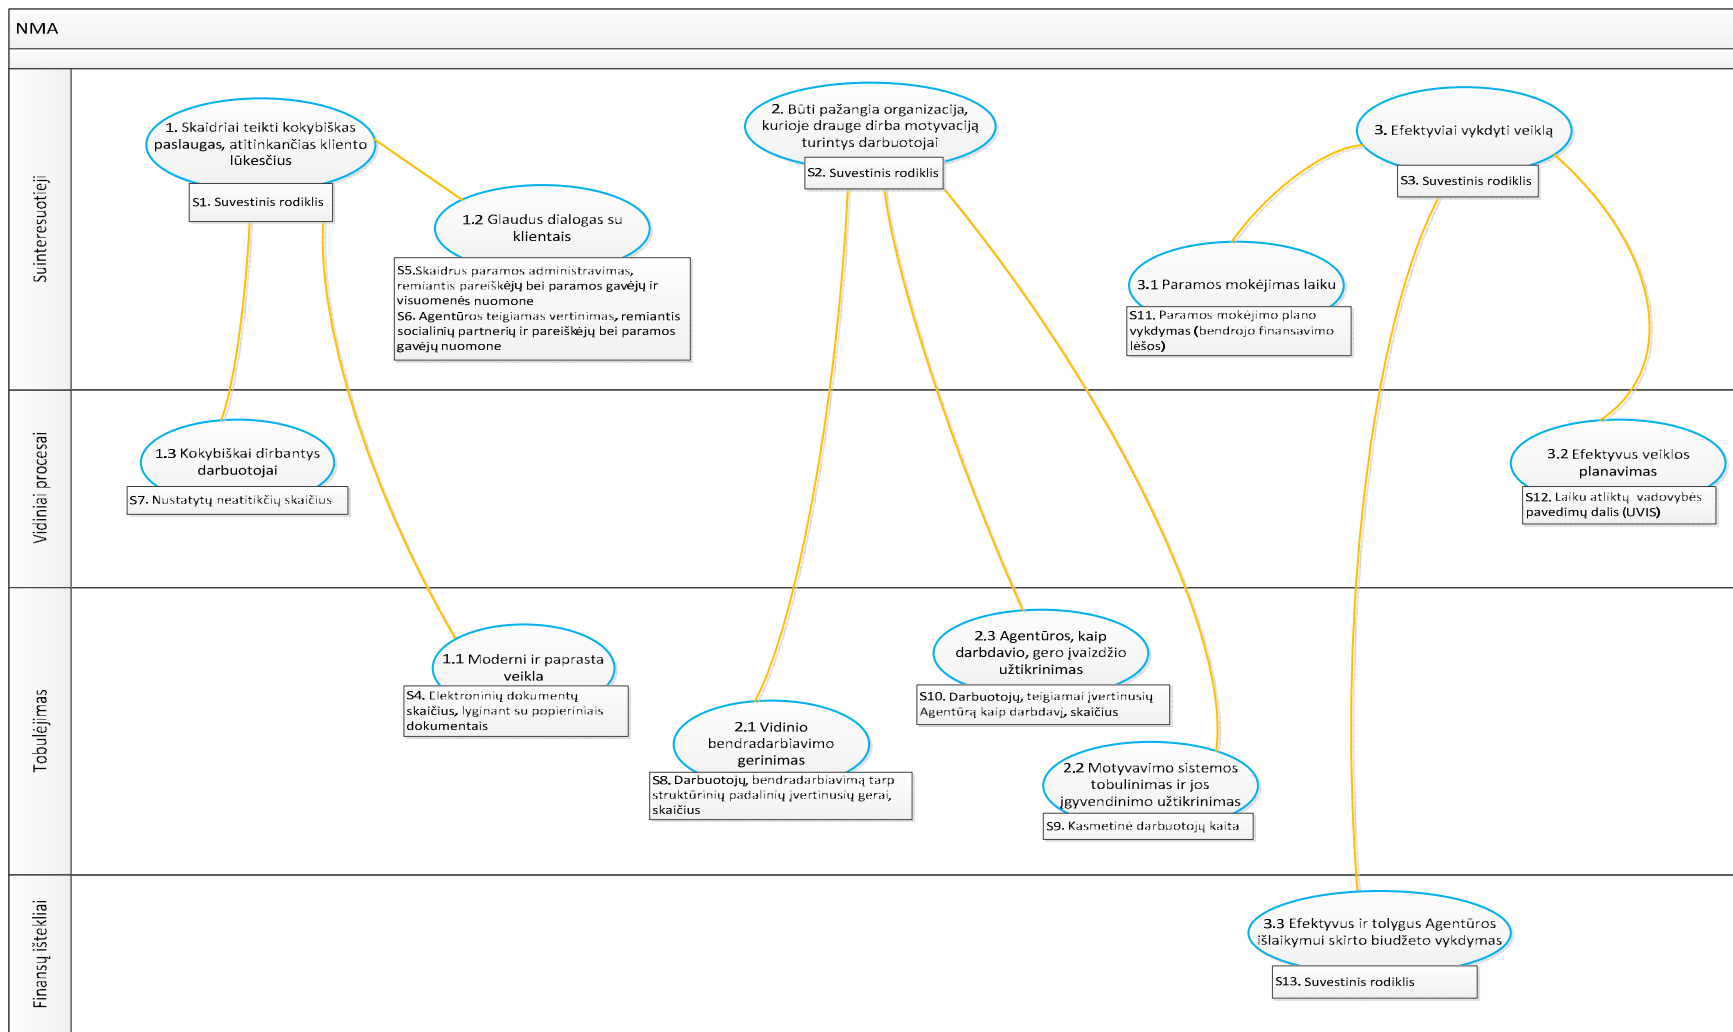 NMA
Suinteresuotieji
1. Skaidriai teikti kokybiškas
paslaugas, atitinkančias kliento
lūkesčius
S1. Suvestinis rodiklis
1.2 Glaudus dialogas su
klientais
S5.Skaidrus paramos administravimas,
remiantis pareiškėjų bei paramos gavėjų ir
visuomenės nuomone
S6. Agentūros teigiamas vertinimas, remiantis
socialinių partnerių ir pareiškėjų bei paramos
gavėjų nuomone
2. Būti pažangia organizacija,
kurioje drauge dirba motyvaciją
turintys darbuotojai
S2. Suvestinis rodiklis
3. Efektyviai vykdyti veiklą
S3. Suvestinis rodiklis
3.1 Paramos mokėjimas laiku
S11. Paramos mokėjimo plano
vykdymas (bendrojo finansavimo
lėšos)
Vidiniai procesai
1.3 Kokybiškai dirbantys
darbuotojai
S7. Nustatytų neatitikčių skaičius
3.2 Efektyvus veiklos
planavimas
S12. Laiku atliktų vadovybės
pavedimų dalis (UVIS)
Tobulėjimas
1.1 Moderni ir paprasta
veikla
S4. Elektroninių dokumentų
skaičius, lyginant su popieriniais
dokumentais
2.1 Vidinio
bendradarbiavimo
gerinimas
S8. Darbuotojų, bendradarbiavimą tarp
struktūrinių padalinių įvertinusių gerai,
skaičius
2.3 Agentūros, kaip
darbdavio, gero įvaizdžio
užtikrinimas
S10. Darbuotojų, teigiamai įvertinusių
Agentūrą kaip darbdavį, skaičius
2.2 Motyvavimo sistemos
tobulinimas ir jos
įgyvendinimo užtikrinimas
S9. Kasmetinė darbuotojų kaita
Finansų ištekliai
3.3 Efektyvus ir tolygus Agentūros
išlaikymui skirto biudžeto vykdymas
S13. Suvestinis rodiklis